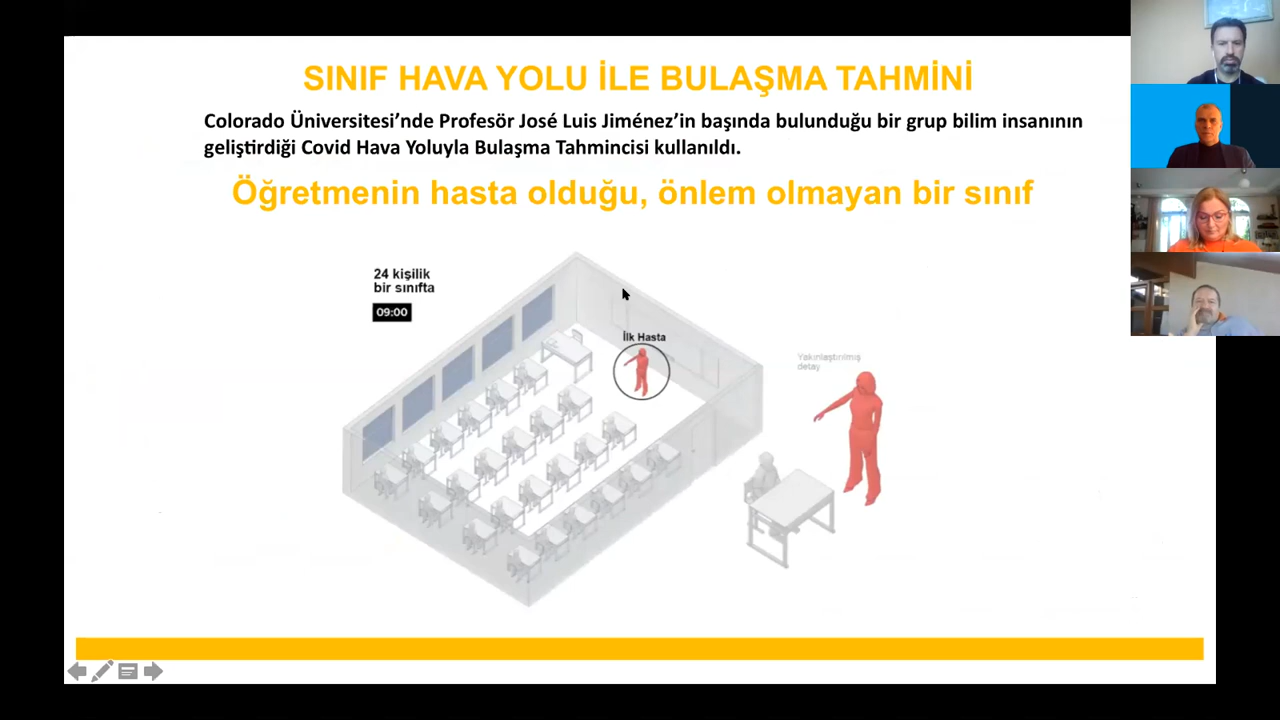 SINIF HAVA YOLU İLE BULAŞMA TAHMİNİ
Colorado Üniversitesi'nde Profesör José Luis Jiménez'in başında bulunduğu bir grup bilim insanının
geliştirdiği Covid Hava Yoluyla Bulaşma Tahmincisi kullanıldı.
Öğretmenin hasta olduğu, önlem olmayan bir sınıf
24 kişilik
bir sınıfta
09:00
İlk Hasta
Yakınlaştırılmış
detay